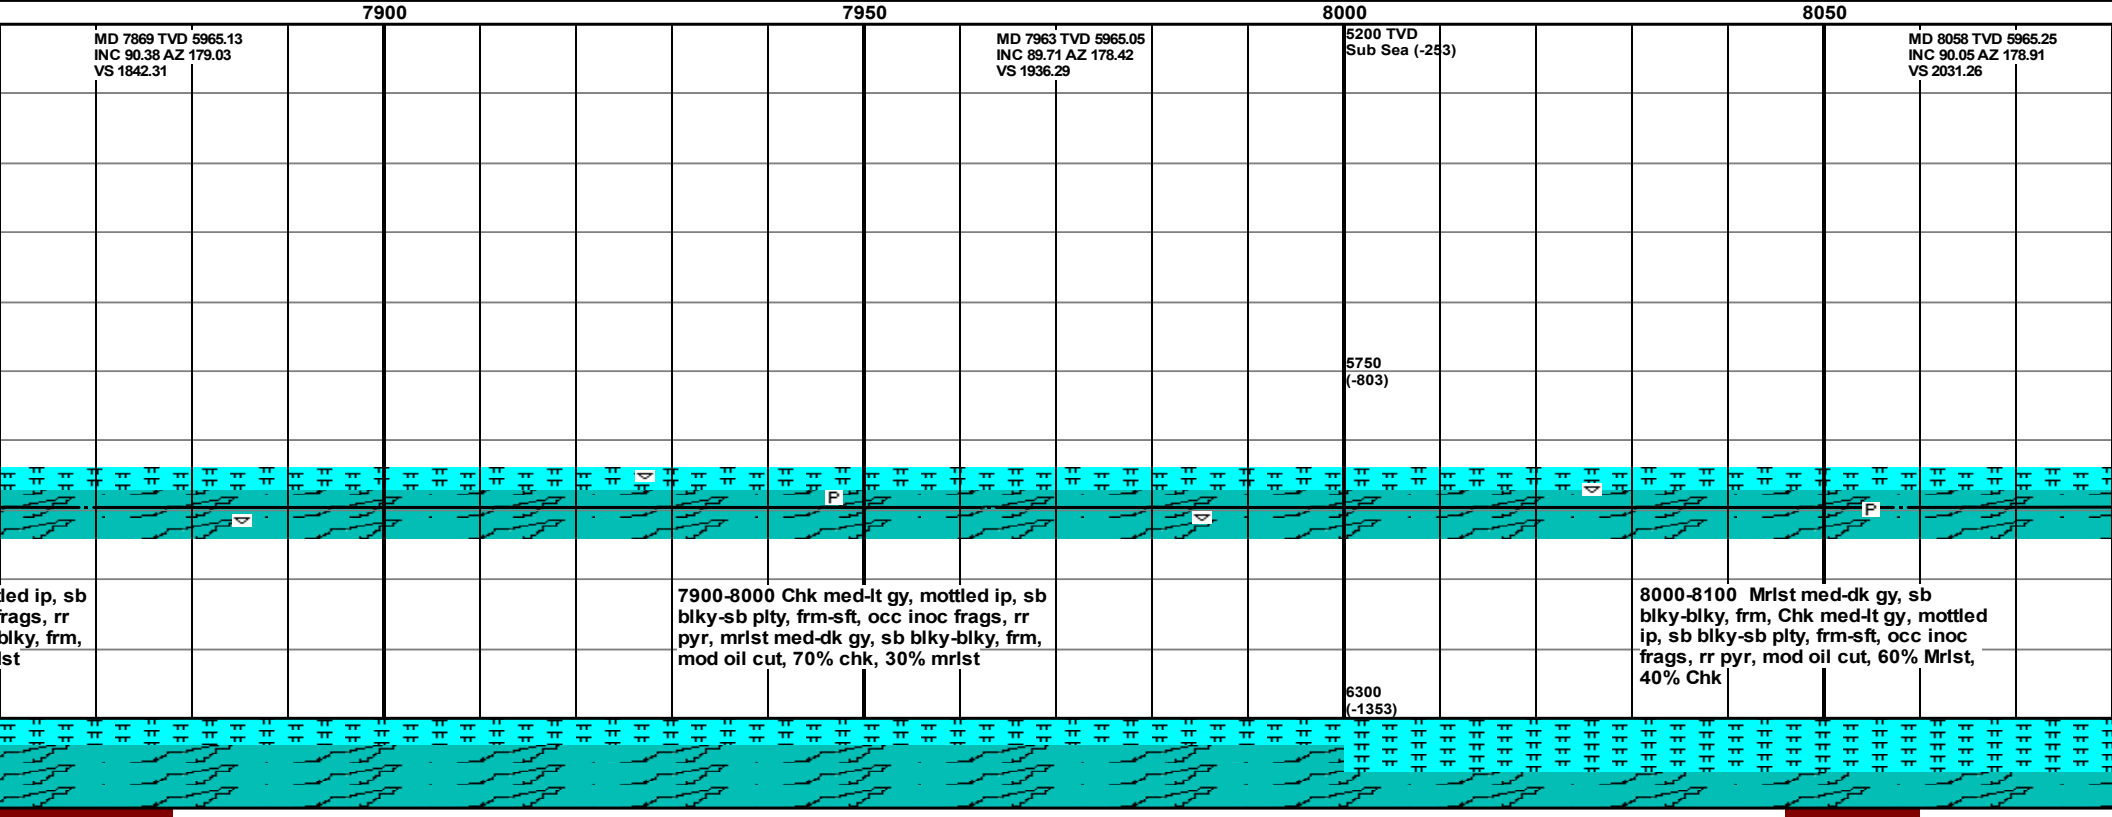 7900
7950
8000
8050
MD 7869 TVD 5965.13
INC 90.38 AZ 179.03
VS 1842.31
MD 7963 TVD 5965.05
INC 89.71 AZ 178.42
VS 1936.29
5200 TVD
Sub Sea (-253)
MD 8058 TVD 5965.25
INC 90.05 AZ 178.91
VS 2031.26
5750
(-803)
P
P
ip, sb
rr
blky, frm,
7900-8000 Chk med-lt gy, mottled ip, sb
blky-sb plty, frm-sft, occ inoc frags, rr
pyr, mrlst med-dk gy, sb blky-blky, frm,
mod oil cut, 70% chk, 30% mrlst
8000-8100 Mrlst med-dk gy, sb
blky-blky, frm, Chk med-lt gy, mottled
ip, sb blky-sb plty, frm-sft, occ inoc
frags, rr pyr, mod oil cut, 60% Mrlst,
40% Chk
6300
(-1353)